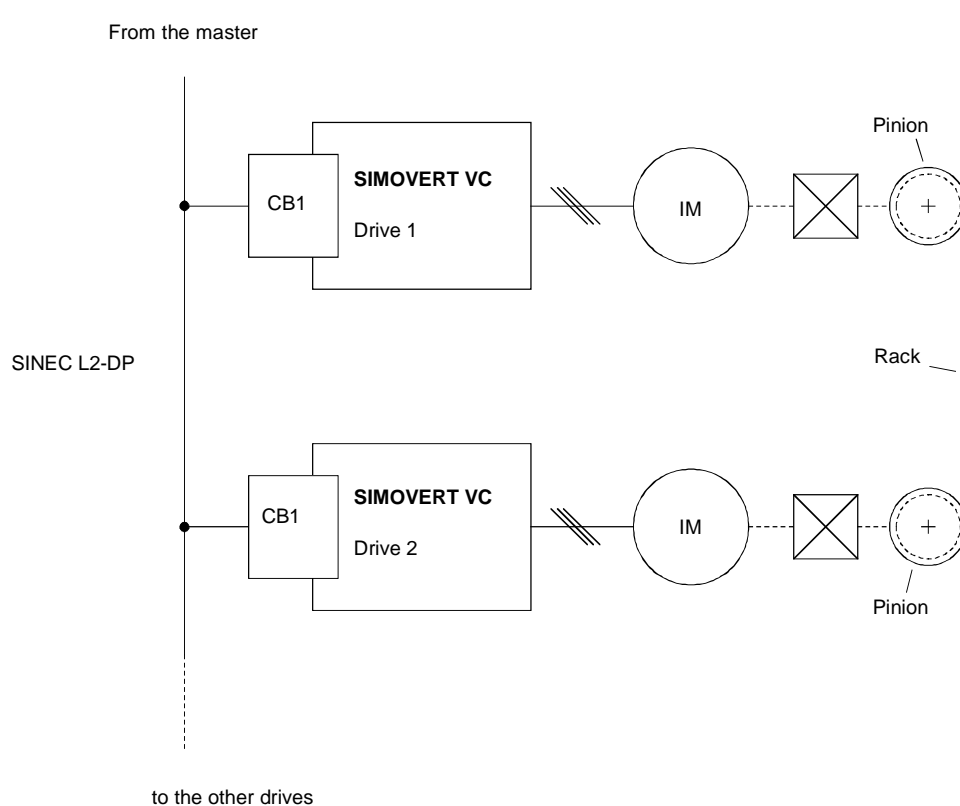 From the master
Pinion
SIMOVERT VC
CB1
IM
Drive 1
SINEC L2-DP
Rack
SIMOVERT VC
CB1
IM
Drive 2
Pinion
to the other drives